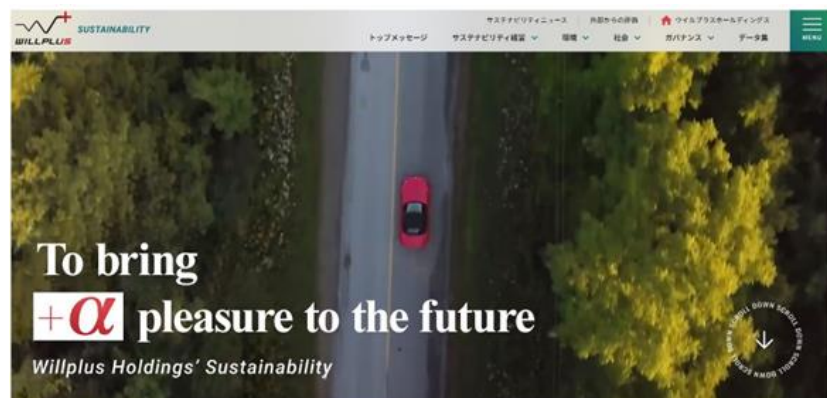 WILLPLUS
SUSTAINABILITY
サステナビリティニュース
外部からの評価
ウイルプラスホールディングス
トップメッセージ
サステナビリティ経営
環境
社会
ガバナンス
データ集
MENU
To bring
+α pleasure to the future
Willplus Holdings’ Sustainability
SCROLL DOWN SCROLL DOWN SCROLL DOWN SCROLL DOWN